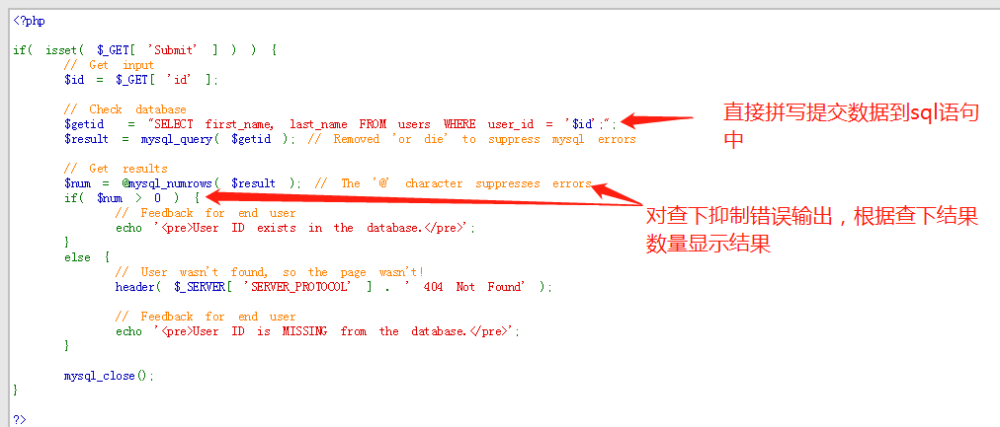 <?php
if( isset( $_GET[ 'Submit' ] ) ) {
// Get input
$id = $_GET[ 'id' ];
// Check database
$getid = "SELECT first_name, last_name FROM users WHERE user_id = '$id';";
$result = mysql_query( $getid ); // Removed 'or die' to suppress mysql errors
直接拼写提交数据到sql语句
中
// Get results
$num = @mysql_numrows( $result ); // The '@' character suppresses errors
if( $num > 0 ) {
// Feedback for end user
echo '<pre>User ID exists in the database.</pre>';
}
对查下抑制错误输出，根据查下结果
数量显示结果
else {
// User wasn't found, so the page wasn't!
header( $_SERVER[ 'SERVER_PROTOCOL' ] . ' 404 Not Found' );
// Feedback for end user
echo '<pre>User ID is MISSING from the database.</pre>';
}
mysql_close();
}
?>